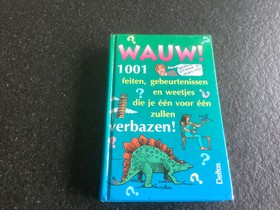 WAUW!
1001
feiten, gebeurtenissen
en weetjes
die je één voor één
zullen
verbazen!
Deltas